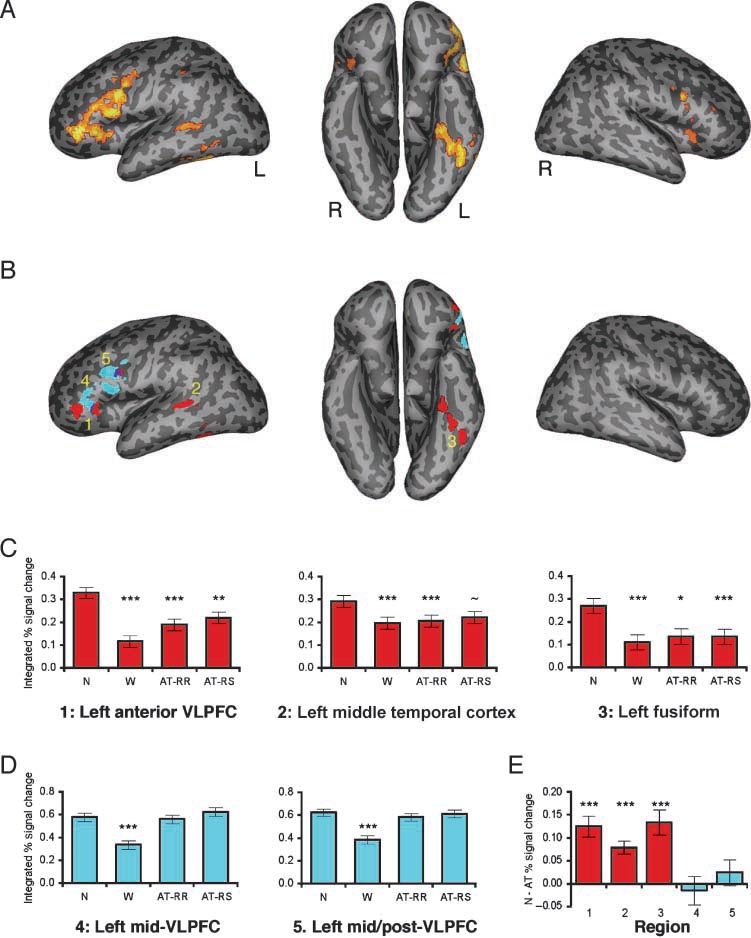 A
L
R
L
R
B
5
4
2
1
3
C
Integrated % signal change
0.4
0.3
0.2
0.1
0.0
*** *** **
N W AT-RR AT-RS
1: Left anterior VLPFC
0.4
0.3
0.2
0.1
0.0
*** *** ~
N W AT-RR AT-RS
2: Left middle temporal cortex
0.4
0.3
0.2
0.1
0.0
*** * ***
N W AT-RR AT-RS
3: Left fusiform
D
Integrated % signal change
0.8
0.6
0.4
0.2
0.0
***
N W AT-RR AT-RS
4: Left mid-VLPFC
0.8
0.6
0.4
0.2
0.0
***
N W AT-RR AT-RS
5. Left mid/post-VLPFC
E
N - AT % signal change
0.20
0.15
0.10
0.05
0.00
–0.05
*** *** ***
1 2 3 4 5
Region